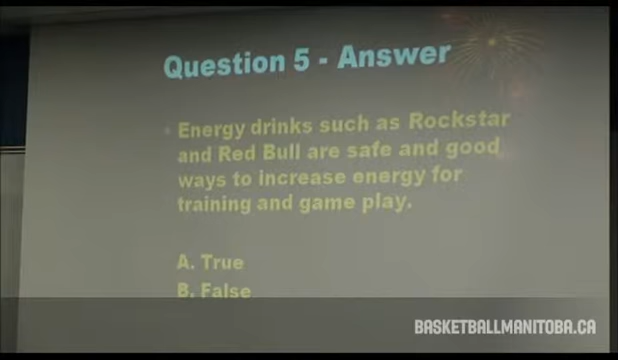 Question 5 - Answer
Energy drinks such as Rockstar
and Red Bull are safe and good
ways to increase energy for
training and game play.
A. True
B. False
BASKETBALLMANITOBA.CA